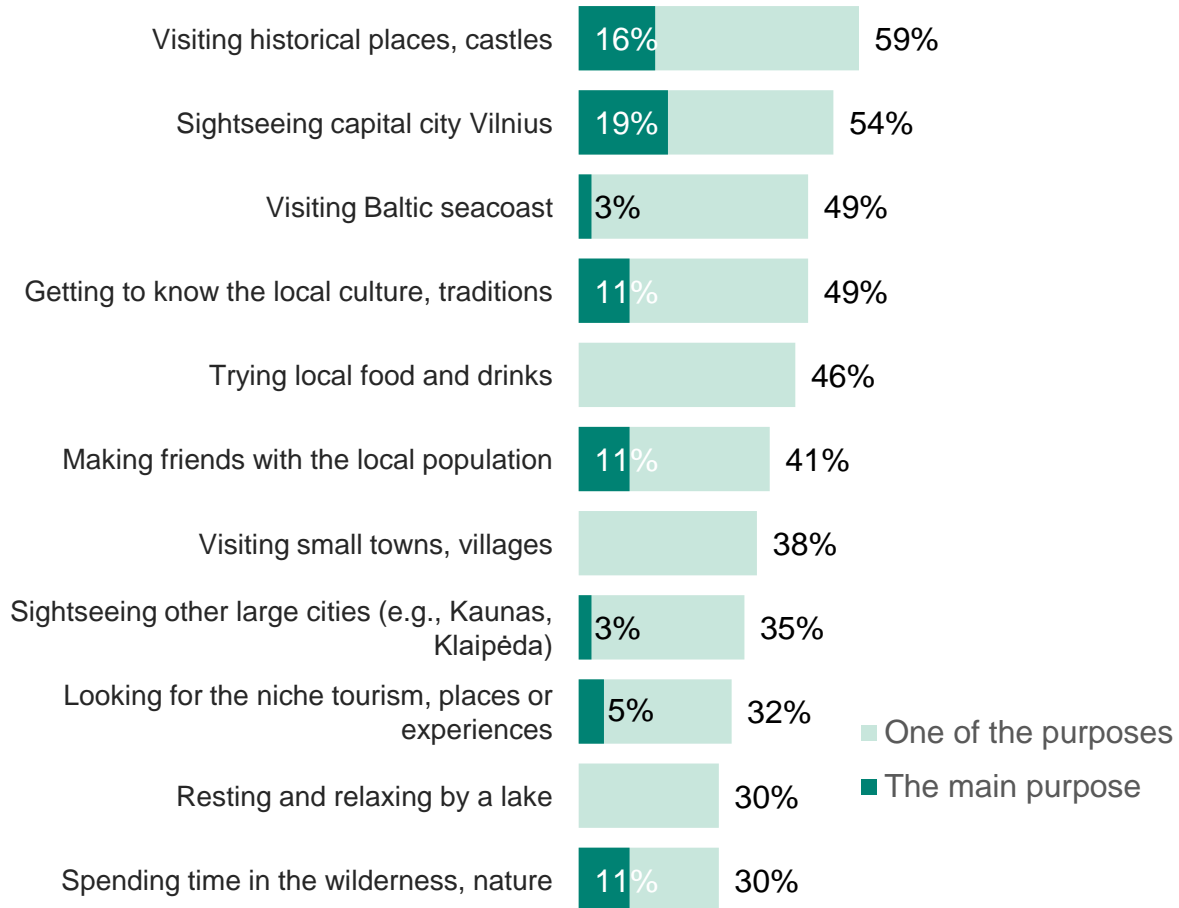 Visiting historical places, castles 16% 59%
Sightseeing capital city Vilnius 19% 54%
Visiting Baltic seacoast 3% 49%
Getting to know the local culture, traditions 11% 49%
Trying local food and drinks 46%
Making friends with the local population 11% 41%
Visiting small towns, villages 38%
Sightseeing other large cities (e.g., Kaunas,
Klaipėda) 3% 35%
Looking for the niche tourism, places or
experiences 5% 32%
One of the purposes
The main purpose
Resting and relaxing by a lake 30%
Spending time in the wilderness, nature 11% 30%